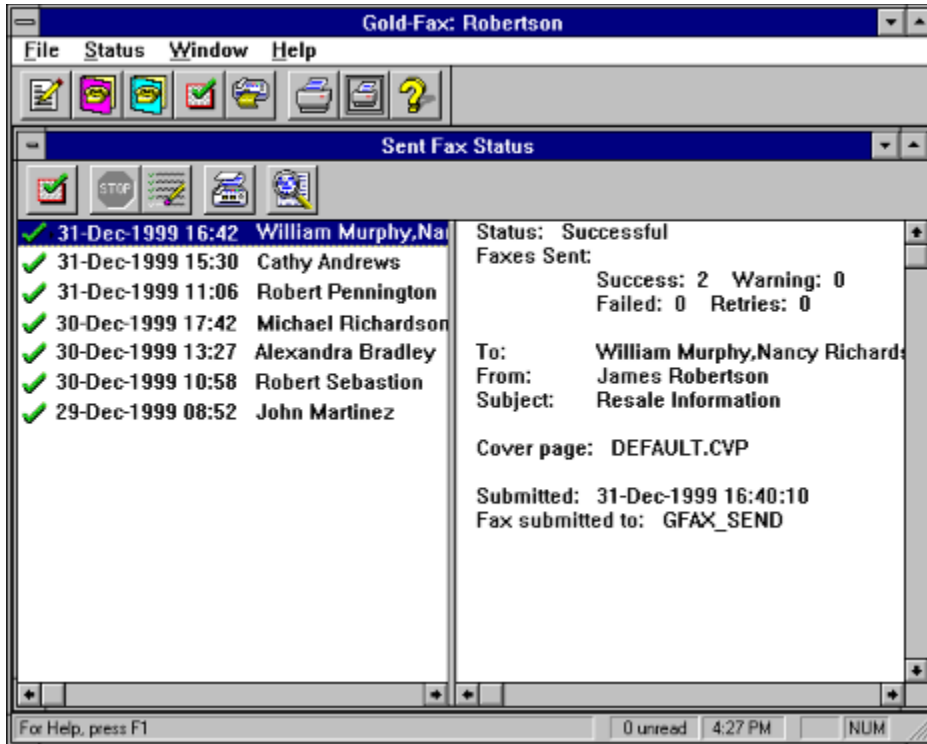 Gold-Fax: Robertson
File Status Window Help
Sent Fax Status
STOP
31-Dec-1999 16:42 William Murphy,Na
31-Dec-1999 15:30 Cathy Andrews
31-Dec-1999 11:06 Robert Pennington
30-Dec-1999 17:42 Michael Richardson
30-Dec-1999 13:27 Alexandra Bradley
30-Dec-1999 10:58 Robert Sebastion
29-Dec-1999 08:52 John Martinez
Status: Successful
Faxes Sent:
Success: 2 Warning: 0
Failed: 0 Retries: 0
To: William Murphy,Nancy Richards
From: James Robertson
Subject: Resale Information
Cover page: DEFAULT.CVP
Submitted: 31-Dec-1999 16:40:10
Fax submitted to: GFAX_SEND
For Help, press F1 0 unread 4:27 PM NUM